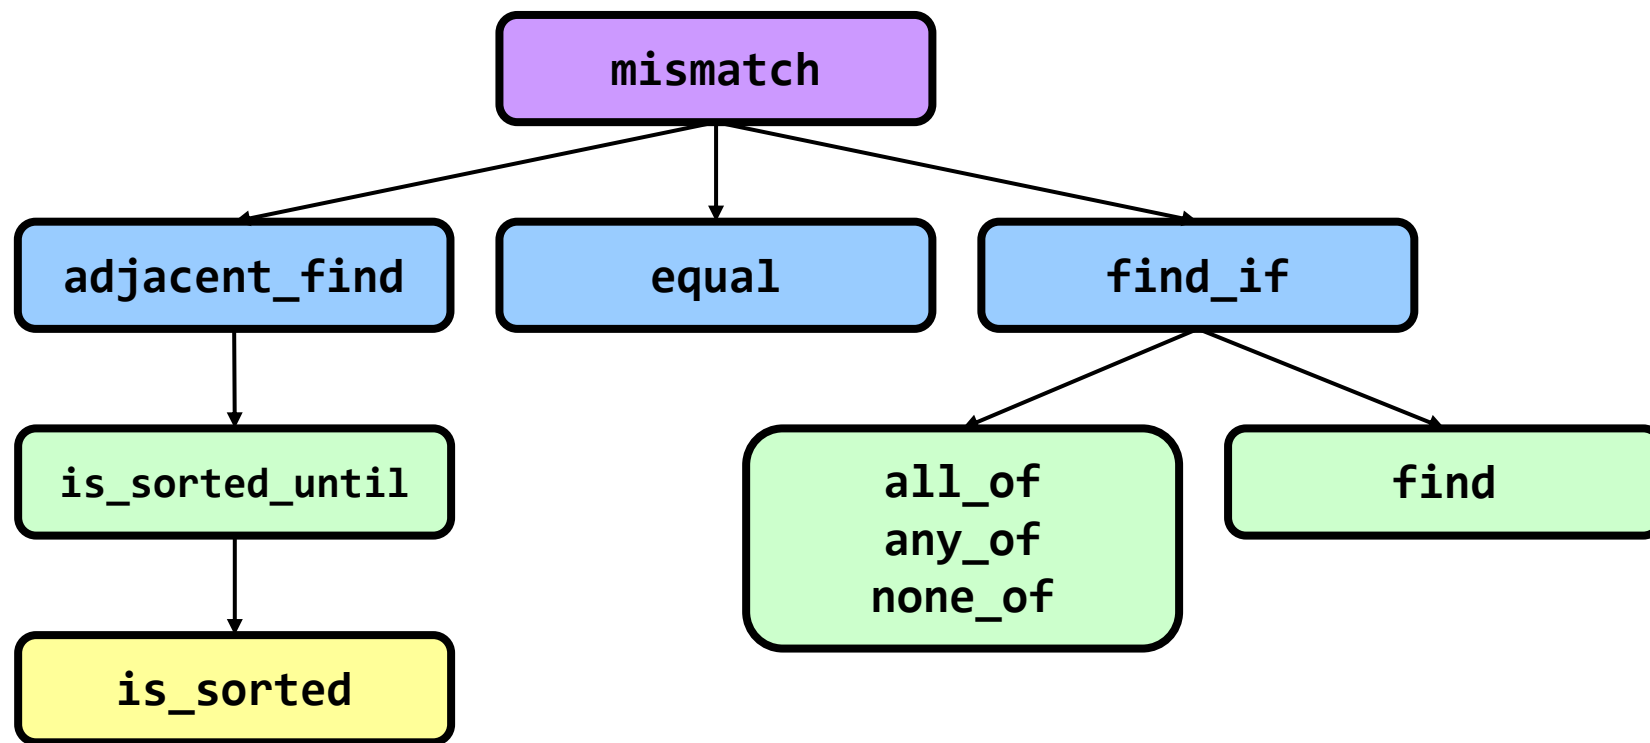 mismatch
adjacent_find
equal
find_if
is_sorted_until
all_of
any_of
none_of
find
is_sorted